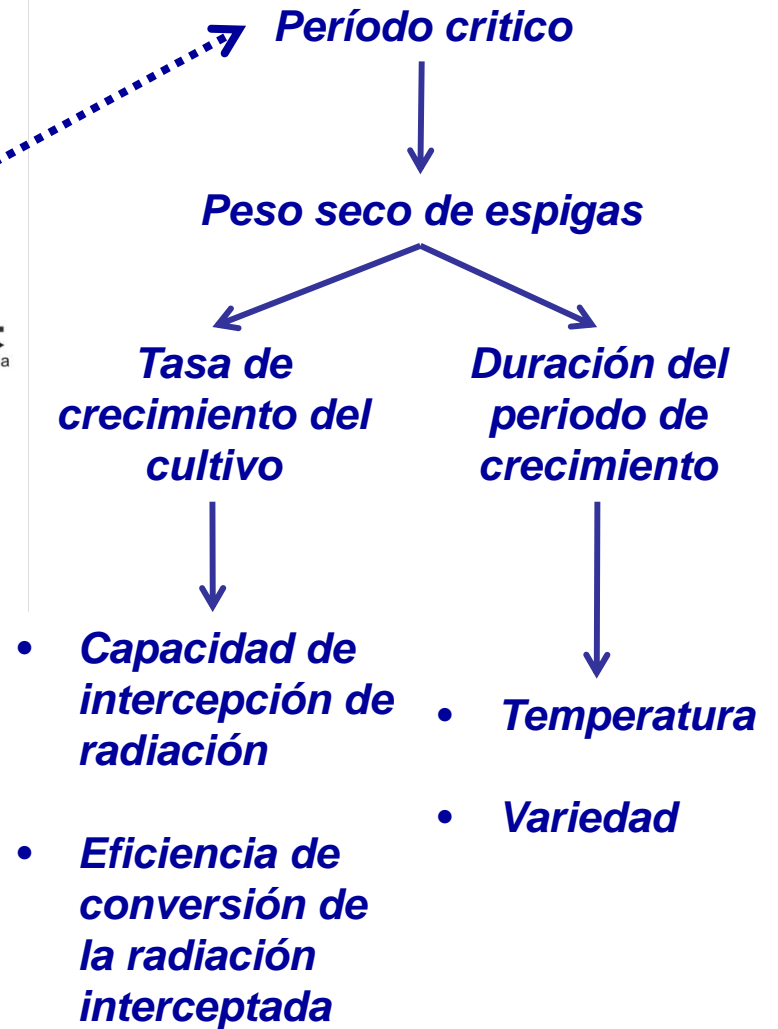 Período critico
Peso seco de espigas
Tasa de
crecimiento del
cultivo
Duración del
periodo de
crecimiento
• Capacidad de
intercepción de
radiación
• Eficiencia de
conversión de
la radiación
interceptada
• Temperatura
• Variedad